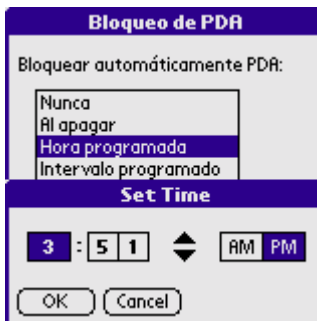 Bloqueo de PDA
Bloquear automáticamente PDA:
Nunca
Al apagar
Hora programada
Intervalo programado
Set Time
3 : 5 1 AM PM
OK Cancel